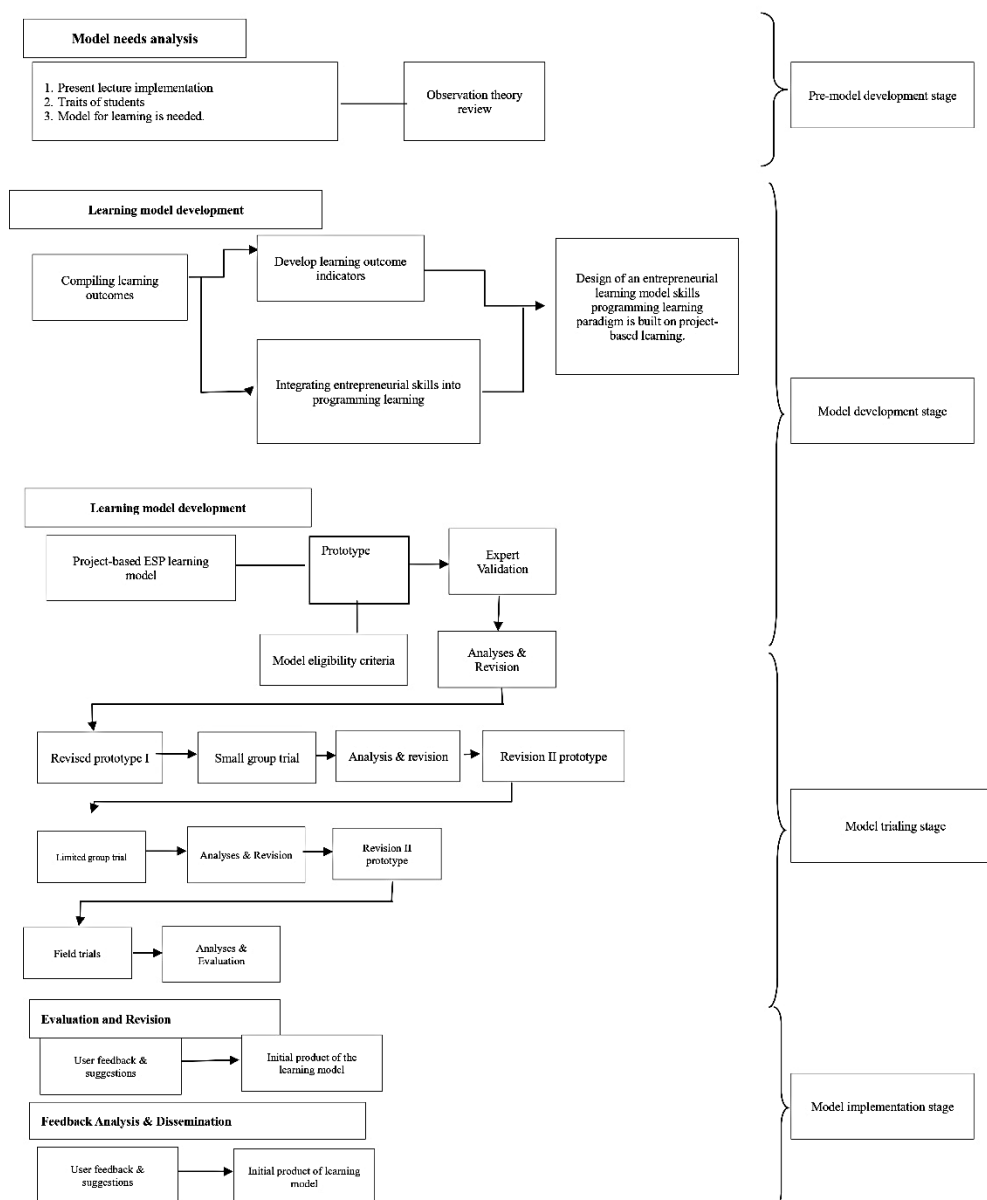 Model needs analysis
1. Present lecture implementation
2. Traits of students
3. Model for learning is needed.
Observation theory
review
Pre-model development stage
Learning model development
Compiling learning
outcomes
Develop learning outcome
indicators
Integrating entrepreneurial skills into
programming learning
Design of an entrepreneurial
learning model skills
programming learning
paradigm is built on project-
based learning.
Model development stage
Learning model development
Project-based ESP learning
model
Prototype
Expert
Validation
Model eligibility criteria
Analyses &
Revision
Revised prototype I
Small group trial
Analysis & revision
Revision II prototype
Model trialing stage
Limited group trial
Analyses & Revision
Revision II
prototype
Field trials
Analyses &
Evaluation
Evaluation and Revision
User feedback &
suggestions
Initial product of the
learning model
Model implementation stage
Feedback Analysis & Dissemination
User feedback &
suggestions
Initial product of learning
model